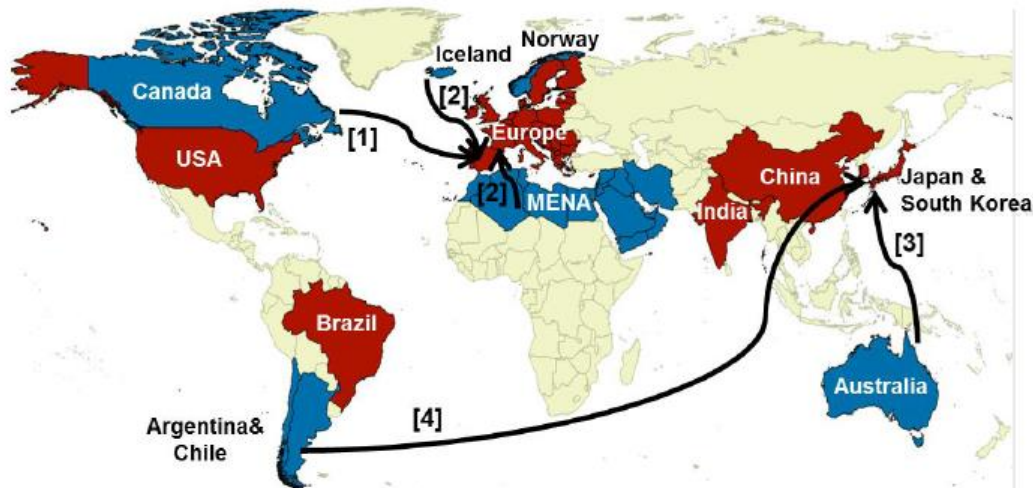 Iceland
Norway
Canada
[2]
[1]
Europe
USA
China
Japan &
South Korea
[2]
MENA
India
[3]
Brazil
Australia
Argentina&
Chile
[4]